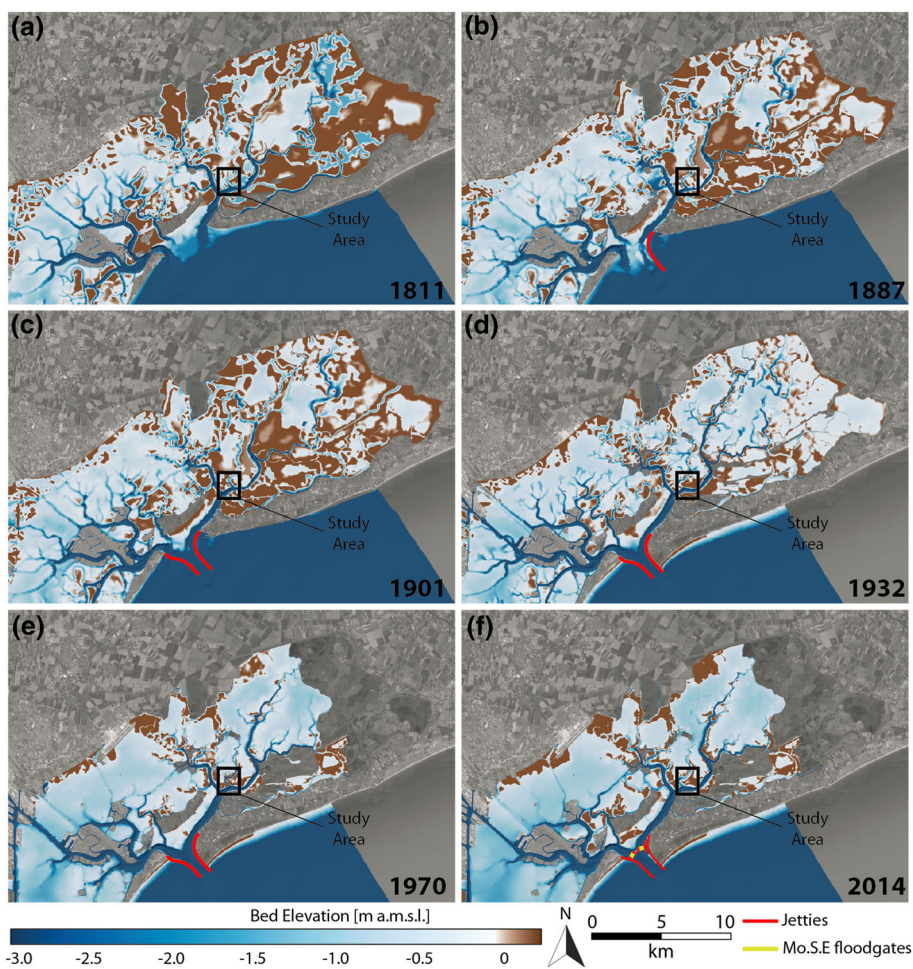 (a)
Study
Area
1811
(b)
Study
Area
1887
(c)
Study
Area
1901
(d)
Study
Area
1932
(e)
Study
Area
1970
(f)
Study
Area
2014
Bed Elevation [m a.m.s.l.]
-3.0 -2.5 -2.0 -1.5 -1.0 -0.5 0
N
0 5 10
km
Jetties
Mo.S.E floodgates